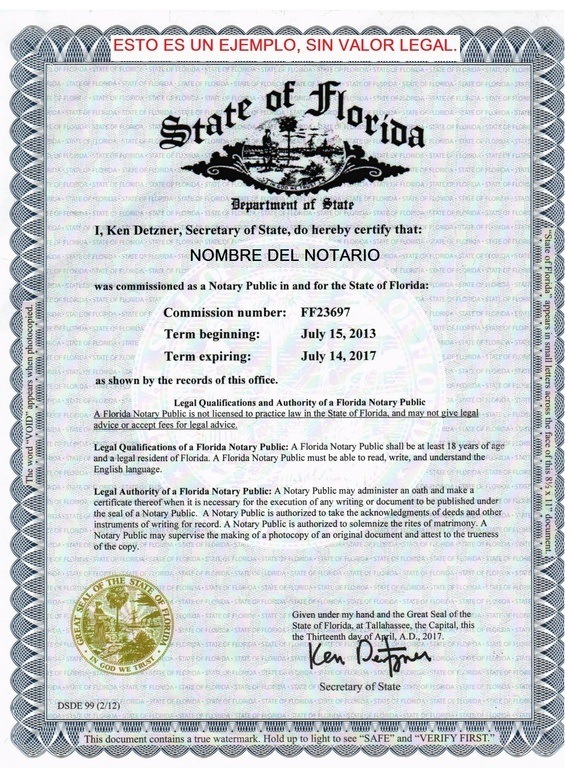 ESTO ES UN EJEMPLO, SIN VALOR LEGAL.
State of Florida
Department of State
I, Ken Detzner, Secretary of State, do hereby certify that:
NOMBRE DEL NOTARIO
was commissioned as a Notary Public in and for the State of Florida:
Commission number: FF23697
Term beginning: July 15, 2013
Term expiring: July 14, 2017
as shown by the records of this office.
Legal Qualifications and Authority of a Florida Notary Public
A Florida Notary Public is not licensed to practice law in the State of Florida, and may not give legal
advice or accept fees for legal advice.
Legal Qualifications of a Florida Notary Public: A Florida Notary Public shall be at least 18 years of age
and a legal resident of Florida. A Florida Notary Public must be able to read, write, and understand the
English language.
Legal Authority of a Florida Notary Public: A Notary Public may administer an oath and make a
certificate thereof when it is necessary for the execution of any writing or document to be published under
the seal of a Notary Public. A Notary Public is authorized to take the acknowledgments of deeds and other
instruments of writing for record. A Notary Public is authorized to solemnize the rites of matrimony. A
Notary Public may supervise the making of a photocopy of an original document and attest to the trueness
of the copy.
GREAT SEAL OF THE STATE OF FLORIDA
IN GOD WE TRUST
Given under my hand and the Great Seal of the
State of Florida, at Tallahassee, the Capital, this
the Thirteenth day of April, A.D., 2017.
Ken Detzner
Secretary of State
DSDE 99 (2/12)
The word "VOID" appears when photocopied.
"State of Florida" appears in small letters across the face of this 8½ x 11" document.
This document contains a true watermark. Hold up to light to see "SAFE" and "VERIFY FIRST."